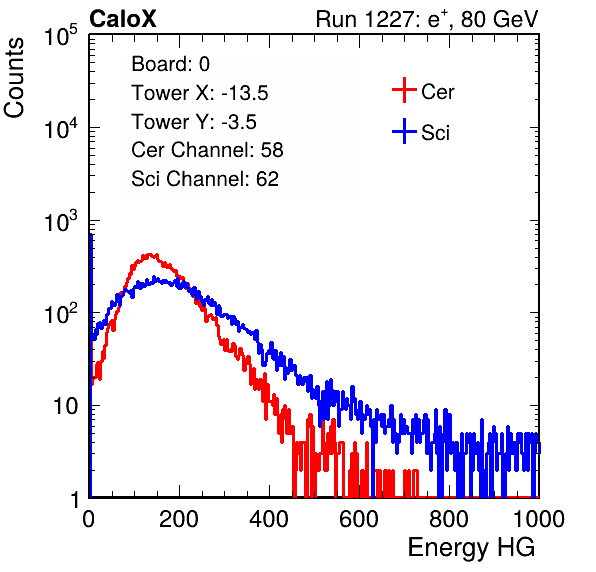 CaloX Run 1227: e⁺, 80 GeV
Counts
10⁵
10⁴
10³
10²
10
1
Board: 0
Tower X: -13.5
Tower Y: -3.5
Cer Channel: 58
Sci Channel: 62
Cer
Sci
0 200 400 600 800 1000
Energy HG